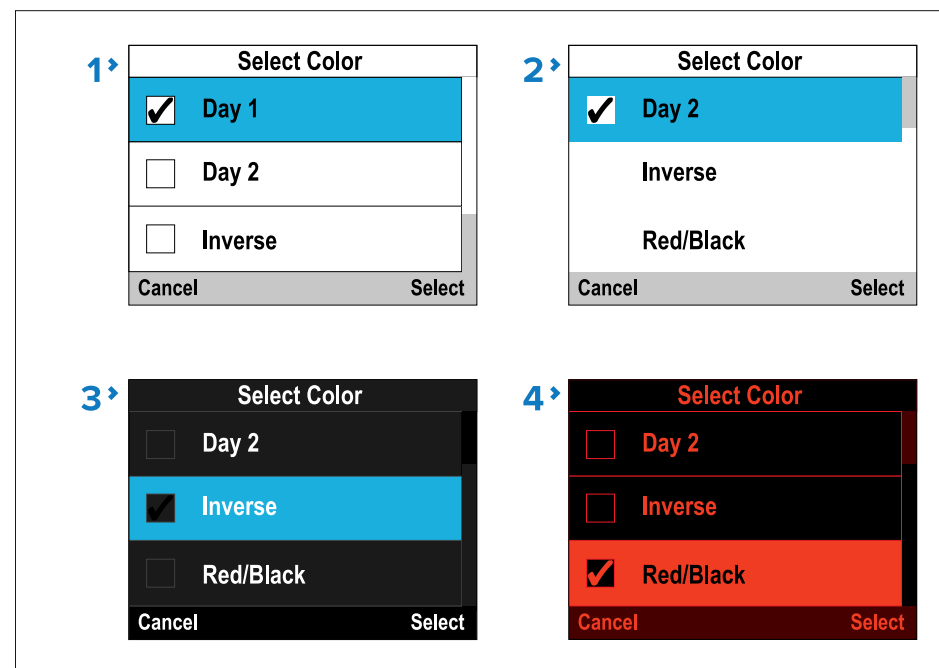 1 Select Color
Day 1
Day 2
Inverse
Cancel Select
2 Select Color
Day 2
Inverse
Red/Black
Cancel Select
3 Select Color
Day 2
Inverse
Red/Black
Cancel Select
4 Select Color
Day 2
Inverse
Red/Black
Cancel Select